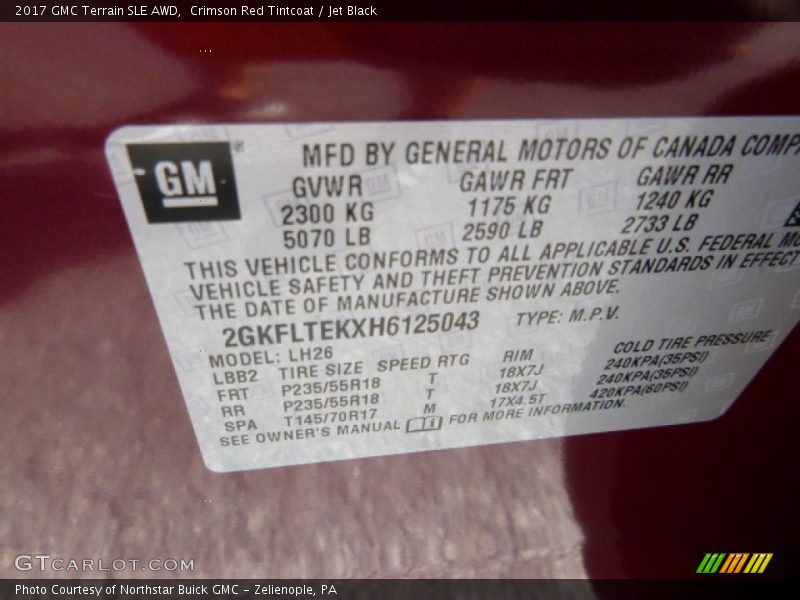 2017 GMC Terrain SLE AWD,  Crimson Red Tintcoat / Jet Black
GM
MFD BY GENERAL MOTORS OF CANADA
GVWR GAWR FRT GAWR RR
2300 KG 1175 KG 1240 KG
5070 LB 2590 LB 2733 LB
THIS VEHICLE CONFORMS TO ALL APPLICABLE U.S. FEDERAL
VEHICLE SAFETY AND THEFT PREVENTION STANDARDS IN EFFECT
THE DATE OF MANUFACTURE SHOWN ABOVE.
2GKFLTEKXH6125043 TYPE: M.P.V.
MODEL: LH26
LBB2 TIRE SIZE SPEED RTG RIM COLD TIRE PRESSURE
FRT P235/55R18 T 18X7J 240KPA(35PSI)
RR P235/55R18 T 18X7J 240KPA(35PSI)
SPA T145/70R17 M 17X4.5T 420KPA(60PSI)
SEE OWNER'S MANUAL FOR MORE INFORMATION.
GTCARLOT.COM
Photo Courtesy of Northstar Buick GMC - Zelienople, PA